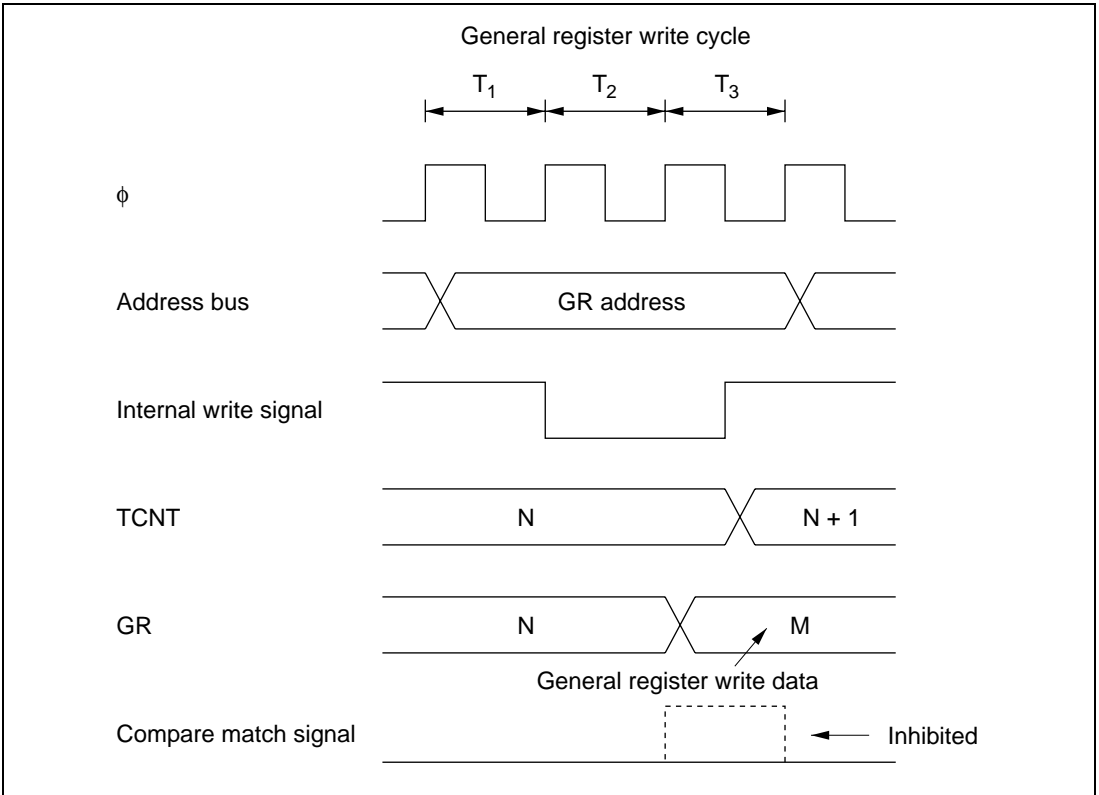 General register write cycle
T1 T2 T3
φ
Address bus GR address
Internal write signal
TCNT N N + 1
GR N M
General register write data
Compare match signal Inhibited